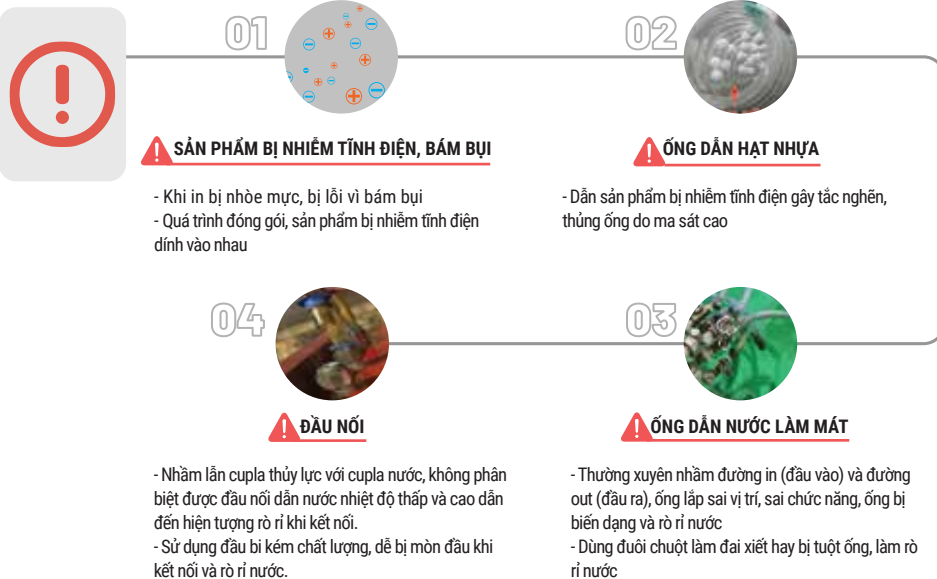 01
SẢN PHẨM BỊ NHIỄM TĨNH ĐIỆN, BÁM BỤI
- Khi in bị nhòe mực, bị lỗi vì bám bụi
- Quá trình đóng gói, sản phẩm bị nhiễm tĩnh điện
dính vào nhau
02
ỐNG DẪN HẠT NHỰA
- Dẫn sản phẩm bị nhiễm tĩnh điện gây tắc nghẽn,
thủng ống do ma sát cao
03
ỐNG DẪN NƯỚC LÀM MÁT
- Thường xuyên nhầm đường in (đầu vào) và đường
out (đầu ra), ống lắp sai vị trí, sai chức năng, ống bị
biến dạng và rò rỉ nước
- Dùng đuôi chuột làm đai xiết hay bị tuột ống, làm rò
rỉ nước
04
ĐẦU NỐI
- Nhầm lẫn cupla thủy lực với cupla nước, không phân
biệt được đầu nối dẫn nước nhiệt độ thấp và cao dẫn
đến hiện tượng rò rỉ khi kết nối.
- Sử dụng đầu bi kém chất lượng, dễ bị mòn đầu khi
kết nối và rò rỉ nước.